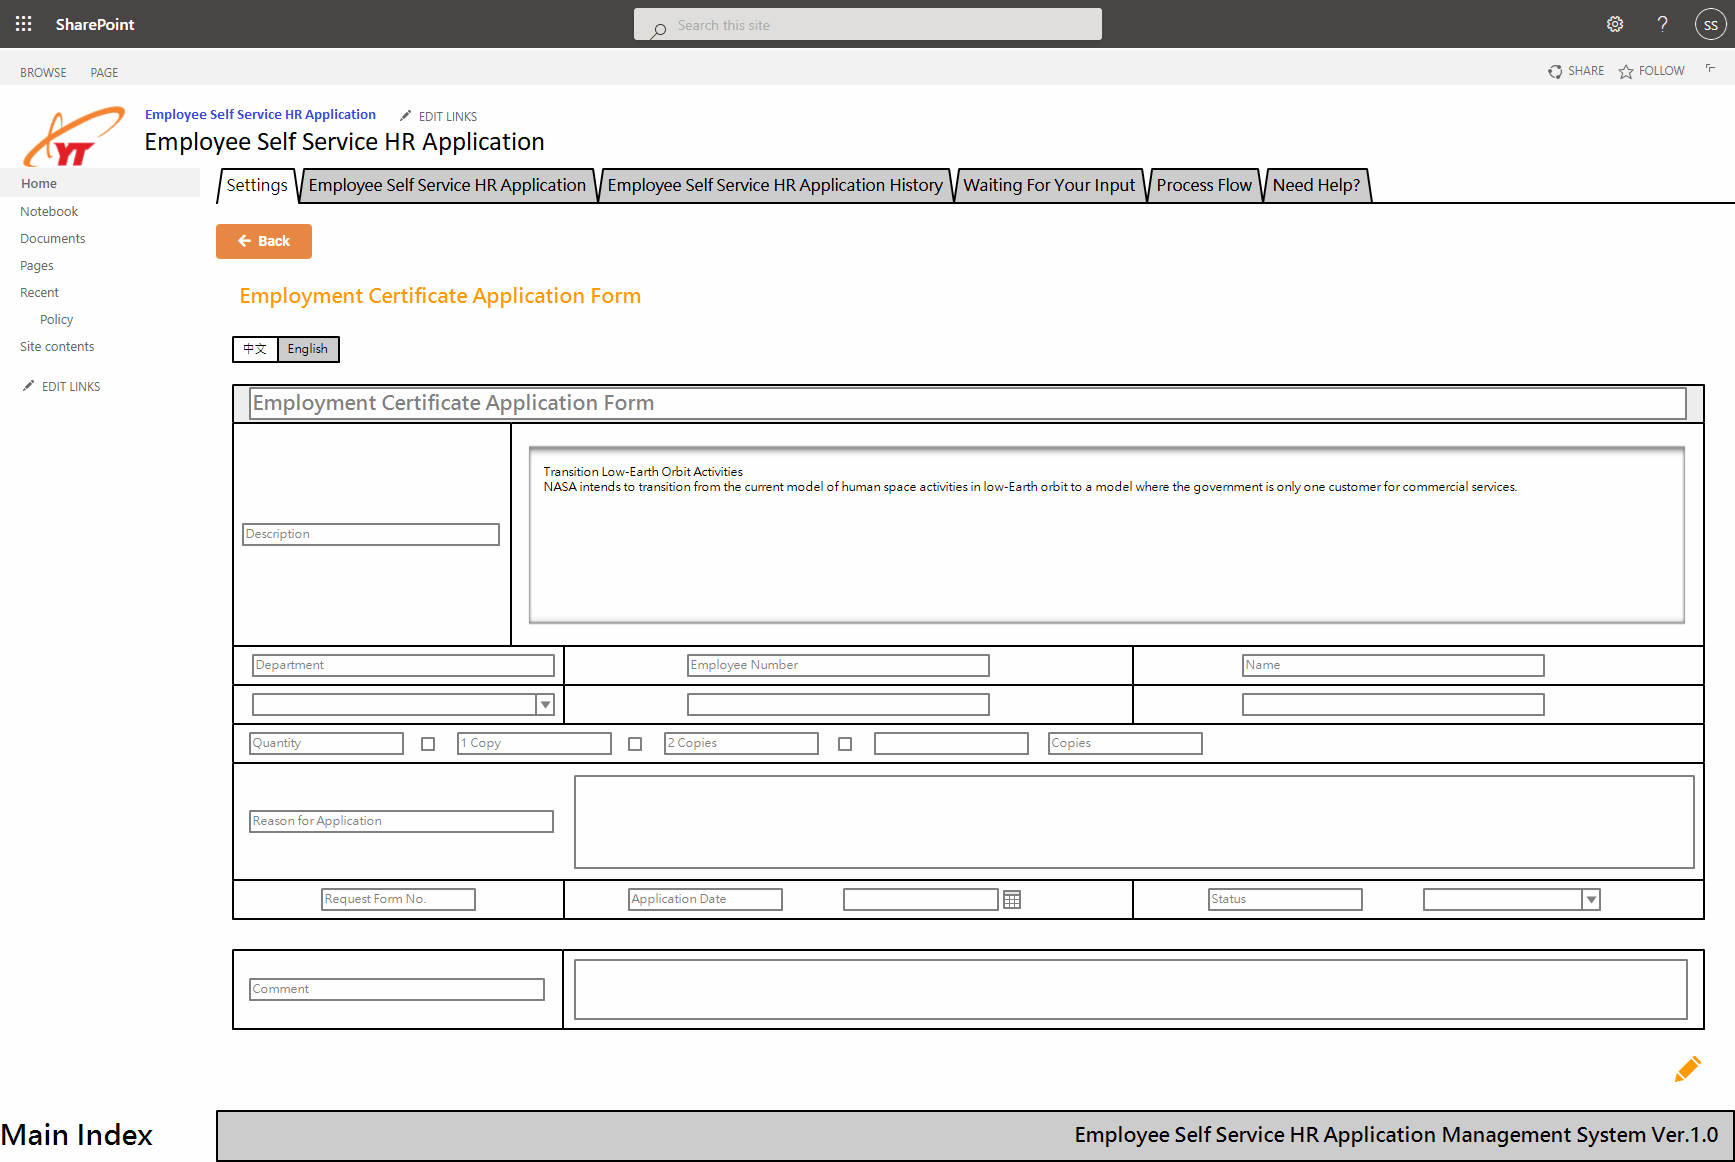 SharePoint
Search this site
?
SS
BROWSE
PAGE
SHARE
FOLLOW
YT
Employee Self Service HR Application
EDIT LINKS
Employee Self Service HR Application
Home
Notebook
Documents
Pages
Recent
Policy
Site contents
EDIT LINKS
Settings
Employee Self Service HR Application
Employee Self Service HR Application History
Waiting For Your Input
Process Flow
Need Help?
Back
Employment Certificate Application Form
中文
English
Employment Certificate Application Form
Description
Transition Low-Earth Orbit Activities
NASA intends to transition from the current model of human space activities in low-Earth orbit to a model where the government is only one customer for commercial services.
Department
Employee Number
Name
Quantity
1 Copy
2 Copies
Copies
Reason for Application
Request Form No.
Application Date
Status
Comment
Main Index
Employee Self Service HR Application Management System Ver.1.0